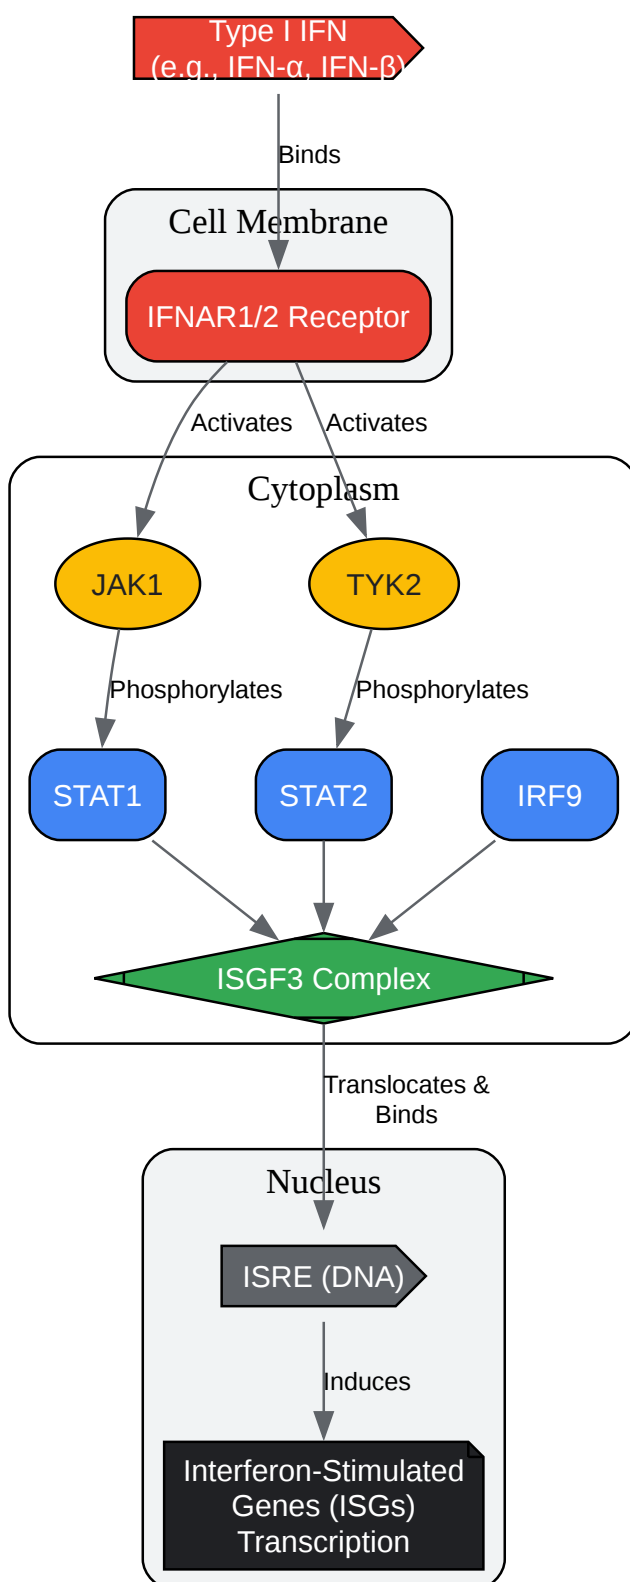 Type I IFN
(e.g., IFN-α, IFN-β)
Binds
Cell Membrane
IFNAR1/2 Receptor
Activates
Activates
Cytoplasm
JAK1
TYK2
Phosphorylates
Phosphorylates
STAT1
STAT2
IRF9
ISGF3 Complex
Translocates &
Binds
Nucleus
ISRE (DNA)
Induces
Interferon-Stimulated
Genes (ISGs)
Transcription